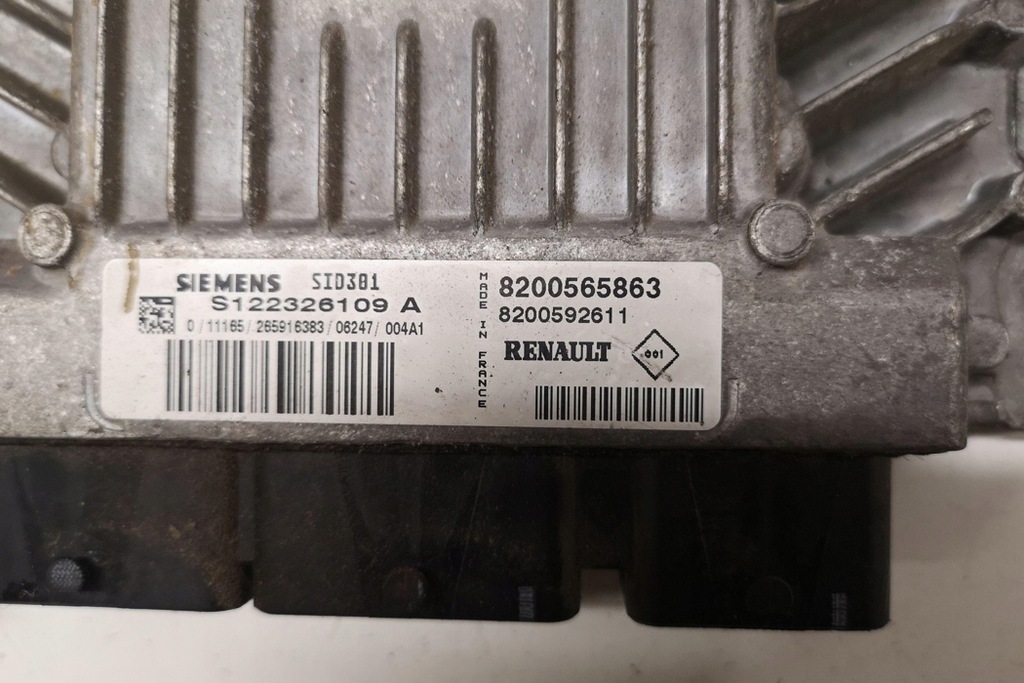 SIEMENS SID301
S122326109 A
0/11165/265916383/06247/004A1
MADE IN FRANCE
8200565863
8200592611
RENAULT 001